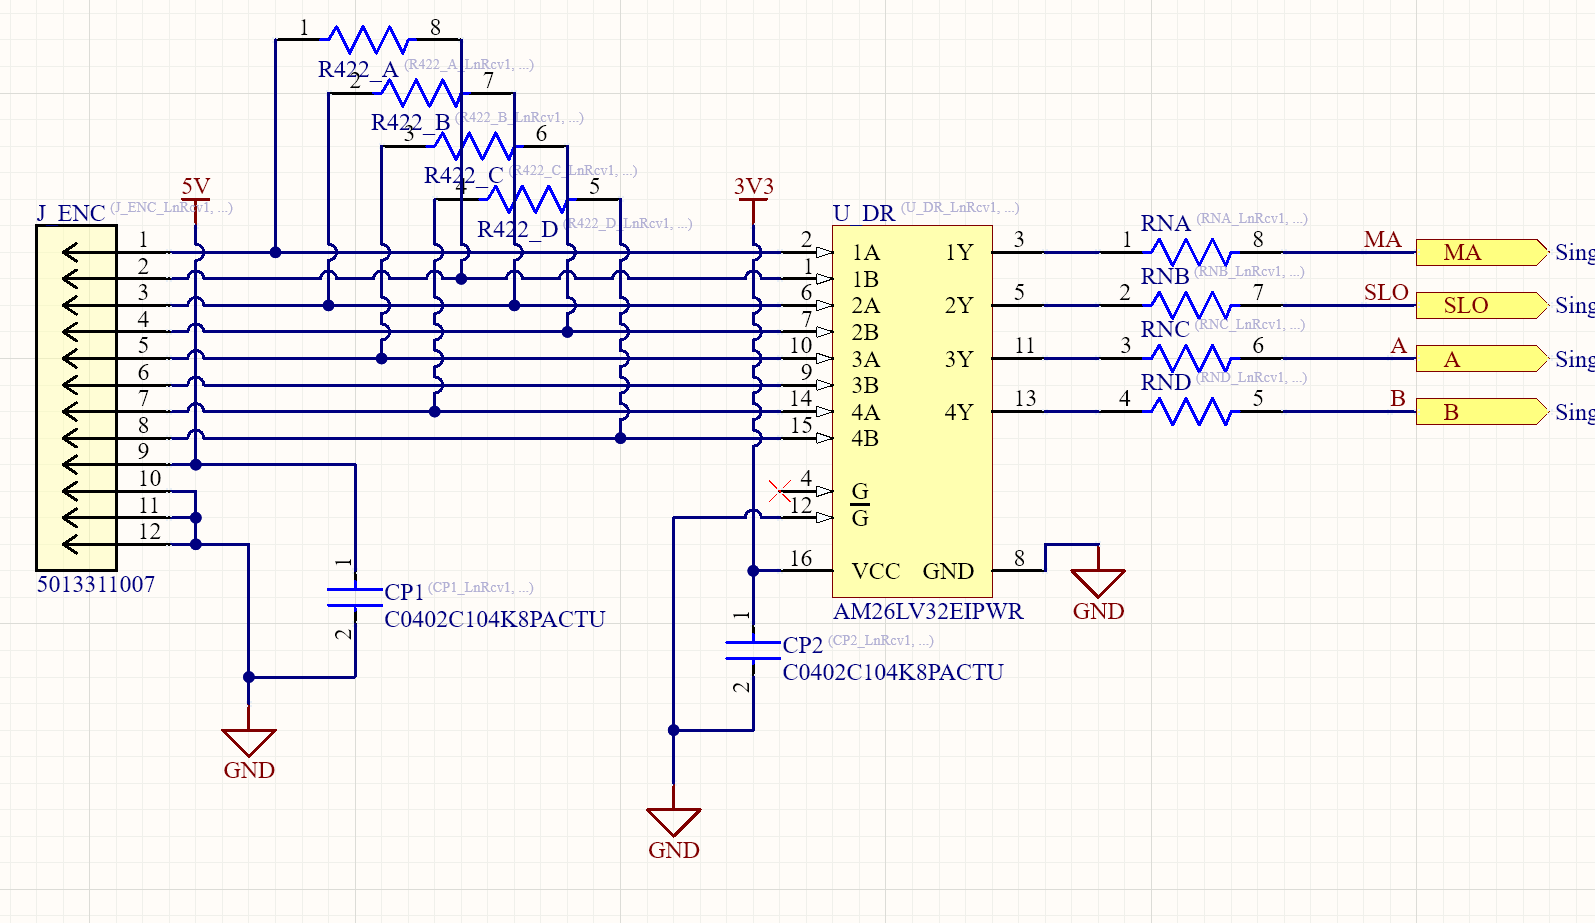 1 8
R422_A (R422_A_LnRcv1, ...)
2 7
R422_B (R422_B_LnRcv1, ...)
3 6
R422_C (R422_C_LnRcv1, ...)
4 5
R422_D (R422_D_LnRcv1, ...)
5V
3V3
J_ENC (J_ENC_LnRcv1, ...)
1
2
3
4
5
6
7
8
9
10
11
12
5013311007
1
CP1 (CP1_LnRcv1, ...)
C0402C104K8PACTU
2
GND
U_DR (U_DR_LnRcv1, ...)
2 1A 1Y 3
1 1B
6 2A 2Y 5
7 2B
10 3A 3Y 11
9 3B
14 4A 4Y 13
15 4B
4 G
12 G
16 VCC GND 8
AM26LV32EIPWR
GND
1
CP2 (CP2_LnRcv1, ...)
C0402C104K8PACTU
2
GND
RNA (RNA_LnRcv1, ...)
1 8 MA MA Sing
RNB (RNB_LnRcv1, ...)
2 7 SLO SLO Sing
RNC (RNC_LnRcv1, ...)
3 6 A A Sing
RND (RND_LnRcv1, ...)
4 5 B B Sing